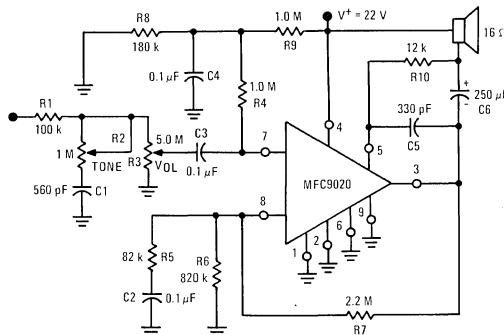 R8
180 k
1.0 M
R9
V+ = 22 V
16 Ω
0.1 μF
C4
1.0 M
R4
12 k
R10
+
-
250 μF
C6
330 pF
C5
R1
100 k
R2
1 M
TONE
5.0 M
R3
VOL
C3
0.1 μF
560 pF
C1
7
4
5
MFC9020
3
8
1
2
6
9
82 k
R5
R6
820 k
C2
0.1 μF
2.2 M
R7